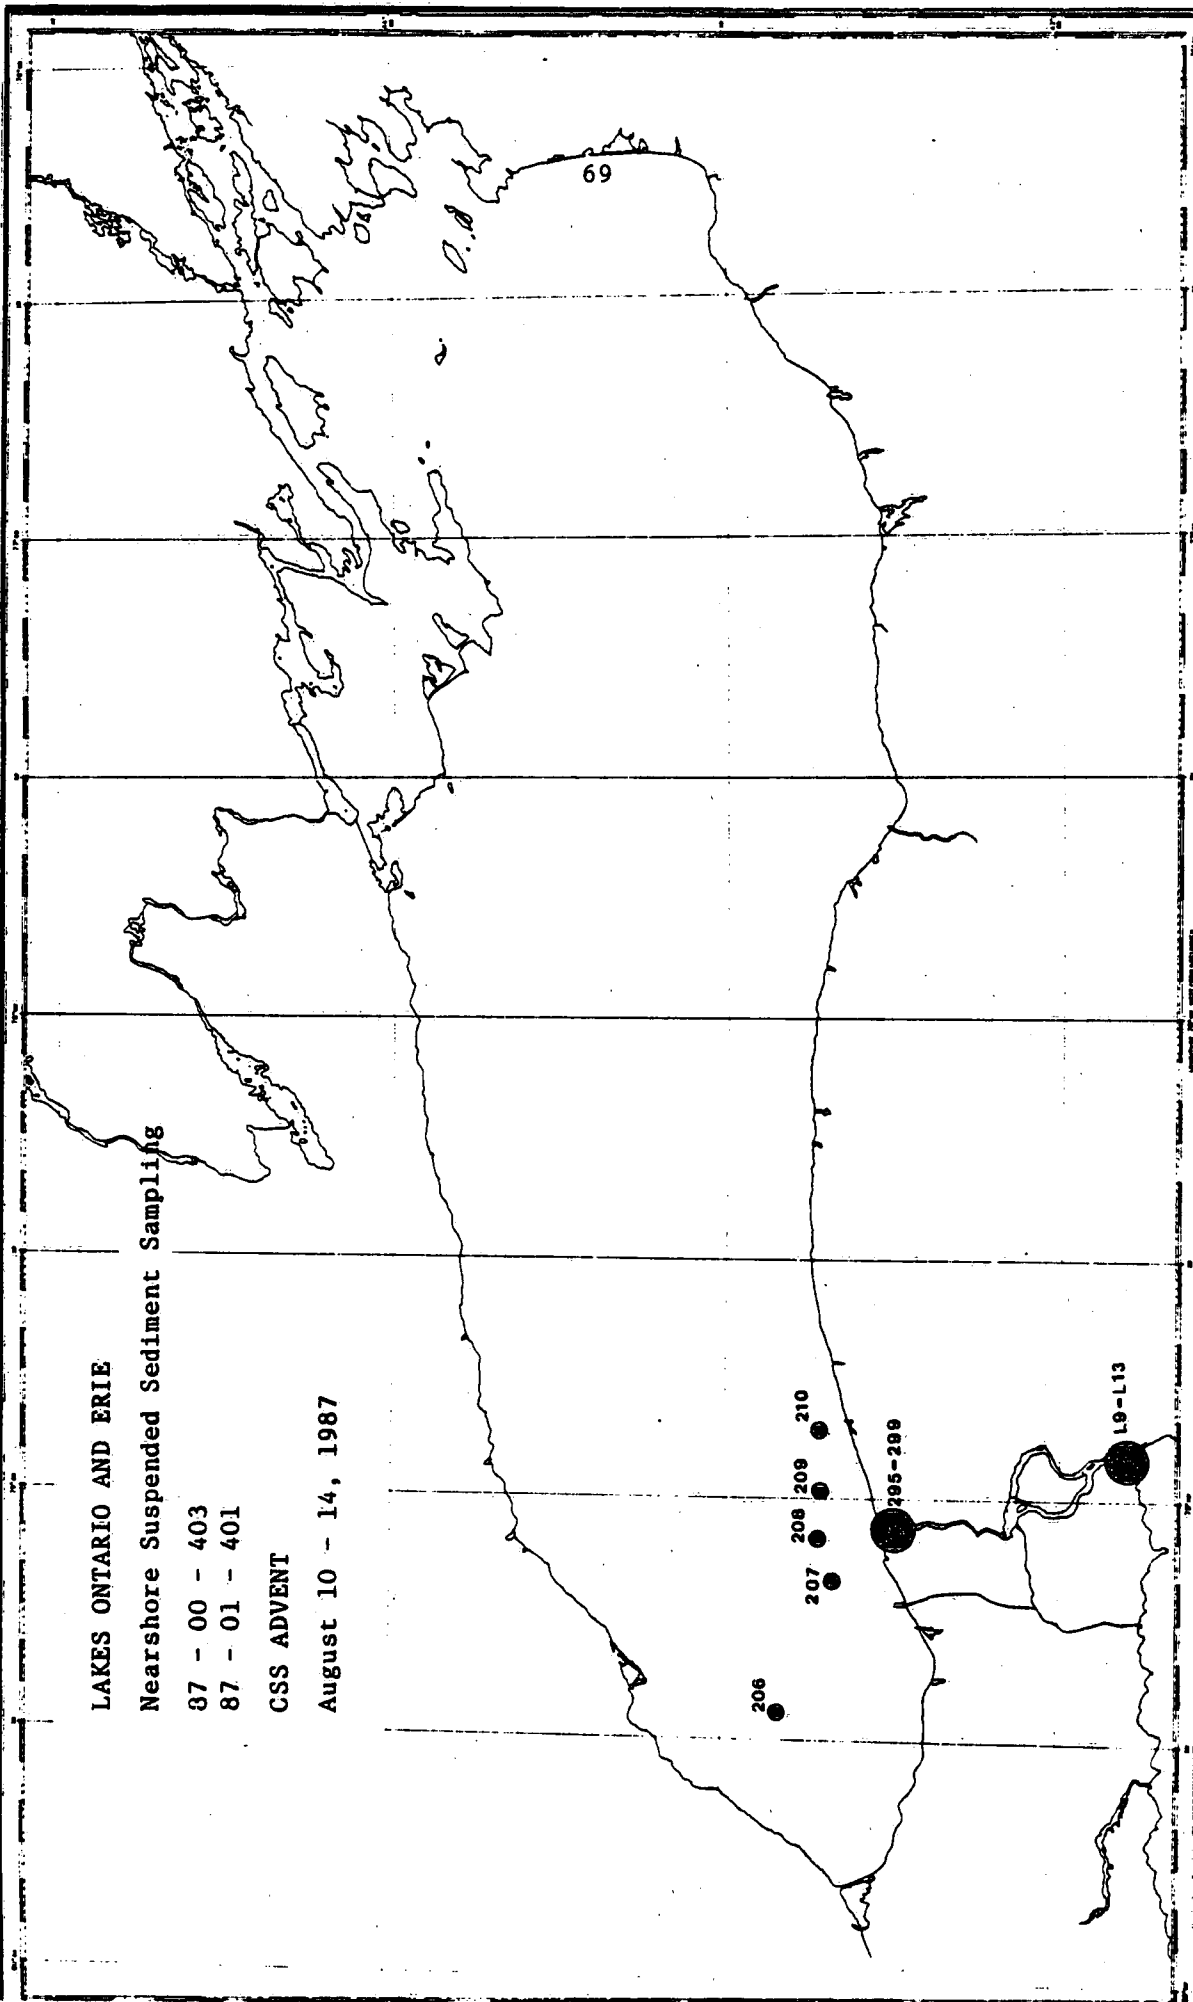 LAKES ONTARIO AND ERIE
Nearshore Suspended Sediment Sampling
87 - 00 - 403
87 - 01 - 401
CSS ADVENT
August 10 - 14, 1987
206
207
208
209
210
295-299
L9-L13
69